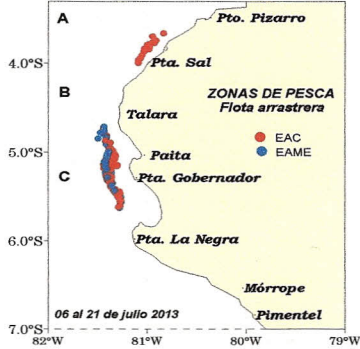 A
Pto. Pizarro
4.0°S
Pta. Sal
B
ZONAS DE PESCA
Flota arrastrera
Talara
EAC
5.0°S
Paita
EAME
C
Pta. Gobernador
6.0°S
Pta. La Negra
Mórrope
06 al 21 de julio 2013
Pimentel
7.0°S
82°W 81°W 80°W 79°W